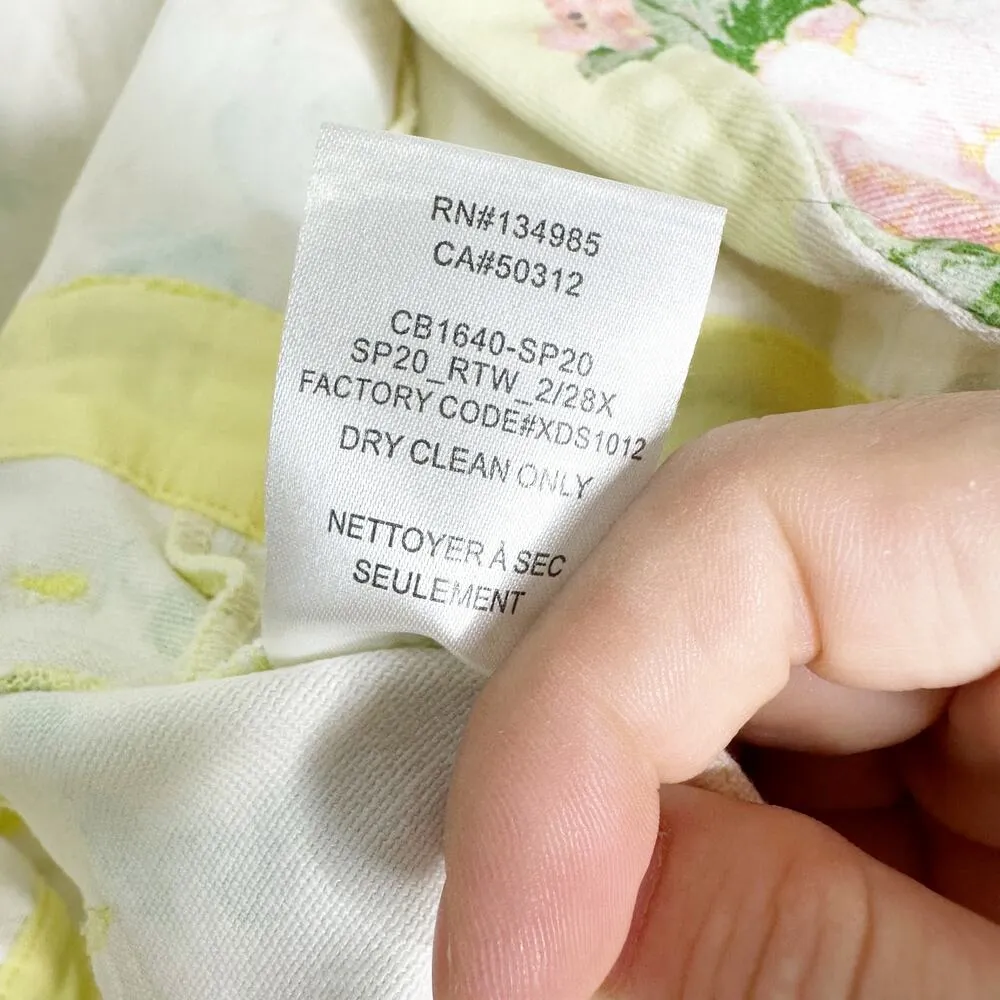 RN#134985
CA#50312
CB1640-SP20
SP20_RTW_2/28X
FACTORY CODE#XDS1012
DRY CLEAN ONLY
NETTOYER À SEC
SEULEMENT